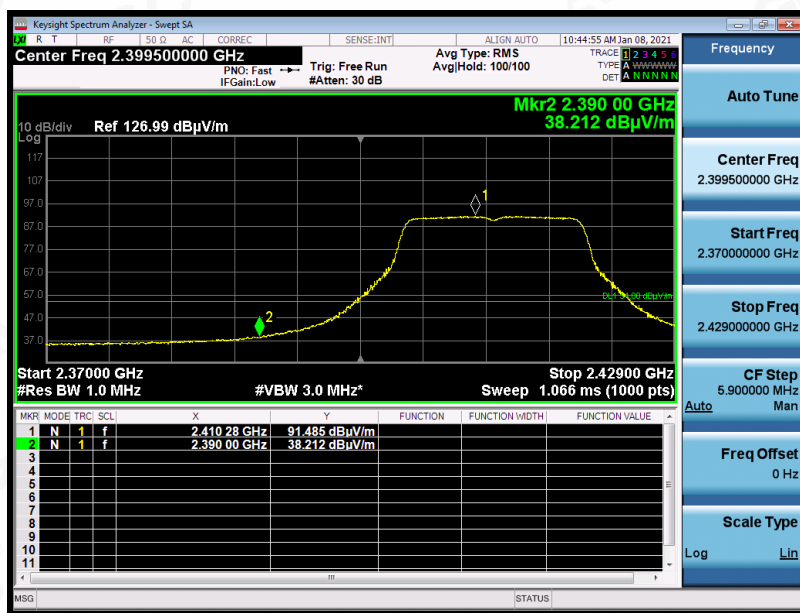 Keysight Spectrum Analyzer - Swept SA
LXI R T RF 50 Ω AC CORREC SENSE:INT ALIGN AUTO 10:44:55 AM Jan 08, 2021
Center Freq 2.399500000 GHz
PNO: Fast
IFGain:Low
Trig: Free Run
#Atten: 30 dB
Avg Type: RMS
Avg|Hold: 100/100
TRACE 1 2 3 4 5 6
TYPE A WWWWW
DET A N N N N N
Mkr2 2.390 00 GHz
38.212 dBµV/m
10 dB/div Ref 126.99 dBµV/m
Log
117
107
97.0
87.0
77.0
67.0
57.0
47.0
37.0
1
2
Start 2.37000 GHz Stop 2.42900 GHz
#Res BW 1.0 MHz #VBW 3.0 MHz* Sweep 1.066 ms (1000 pts)
MKR MODE TRC SCL X Y FUNCTION FUNCTION WIDTH FUNCTION VALUE
1 N 1 f 2.410 28 GHz 91.485 dBµV/m
2 N 1 f 2.390 00 GHz 38.212 dBµV/m
3
4
5
6
7
8
9
10
11
MSG STATUS
Frequency
Auto Tune
Center Freq
2.399500000 GHz
Start Freq
2.370000000 GHz
Stop Freq
2.429000000 GHz
CF Step
5.900000 MHz
Auto Man
Freq Offset
0 Hz
Scale Type
Log Lin